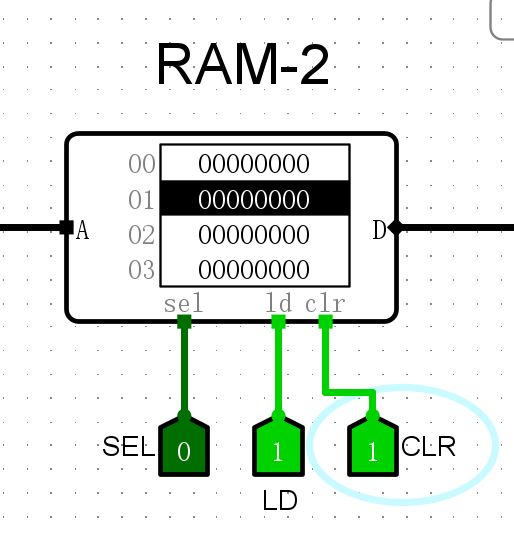 RAM-2
00 00000000
01 00000000
02 00000000
03 00000000
A
D
sel ld clr
SEL 0
1
1 CLR
LD